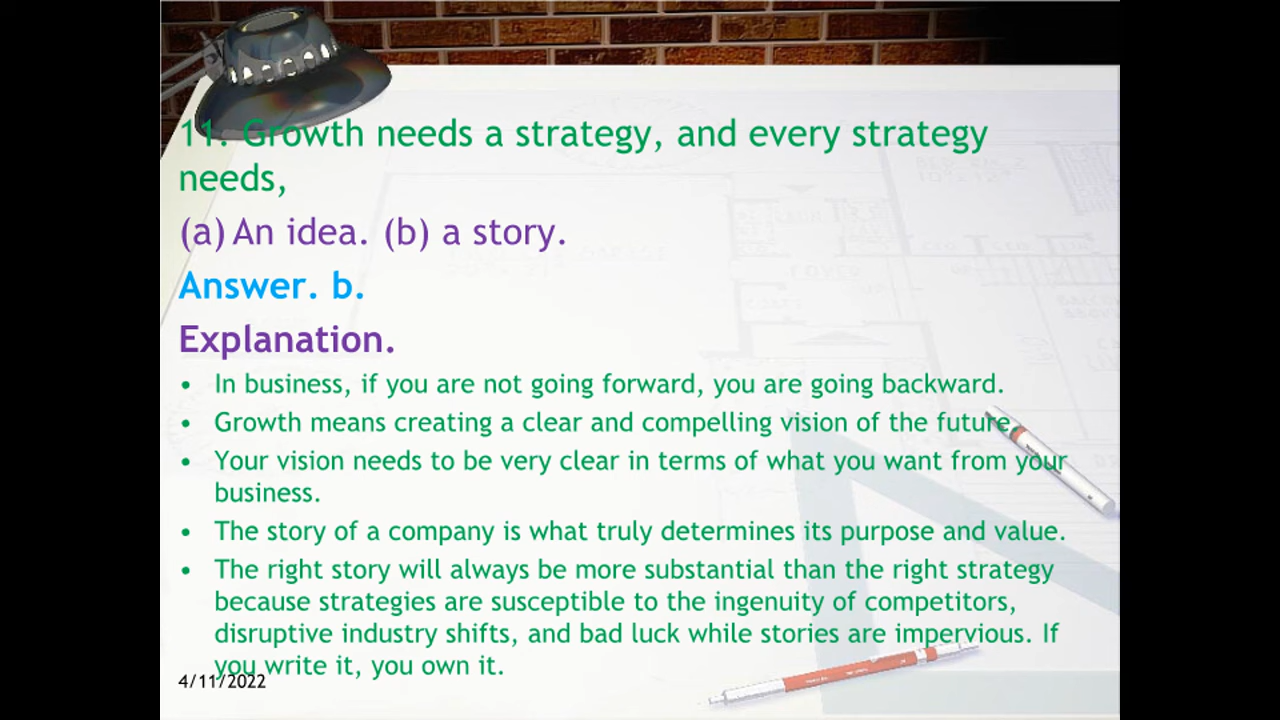 11. Growth needs a strategy, and every strategy
needs,
(a) An idea. (b) a story.
Answer. b.
Explanation.
• In business, if you are not going forward, you are going backward.
• Growth means creating a clear and compelling vision of the future.
• Your vision needs to be very clear in terms of what you want from your
business.
• The story of a company is what truly determines its purpose and value.
• The right story will always be more substantial than the right strategy
because strategies are susceptible to the ingenuity of competitors,
disruptive industry shifts, and bad luck while stories are impervious. If
you write it, you own it.
4/11/2022